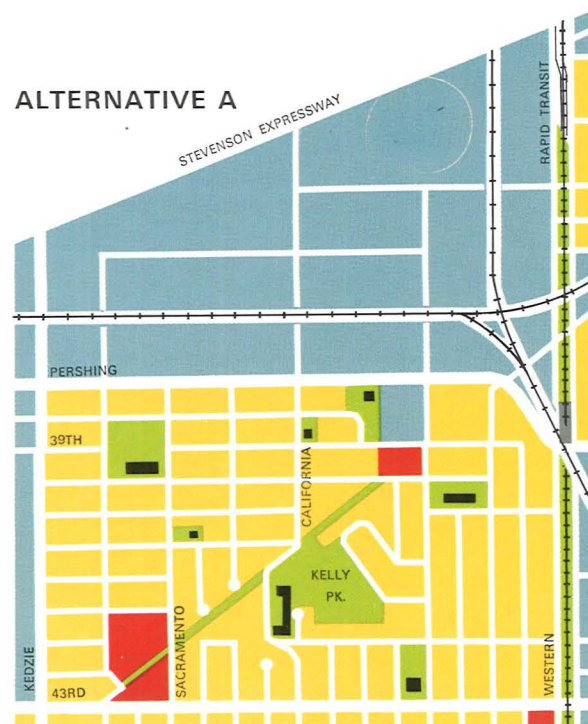 ALTERNATIVE A
STEVENSON EXPRESSWAY
RAPID TRANSIT
PERSHING
39TH
CALIFORNIA
KELLY
PK.
SACRAMENTO
KEDZIE
43RD
WESTERN